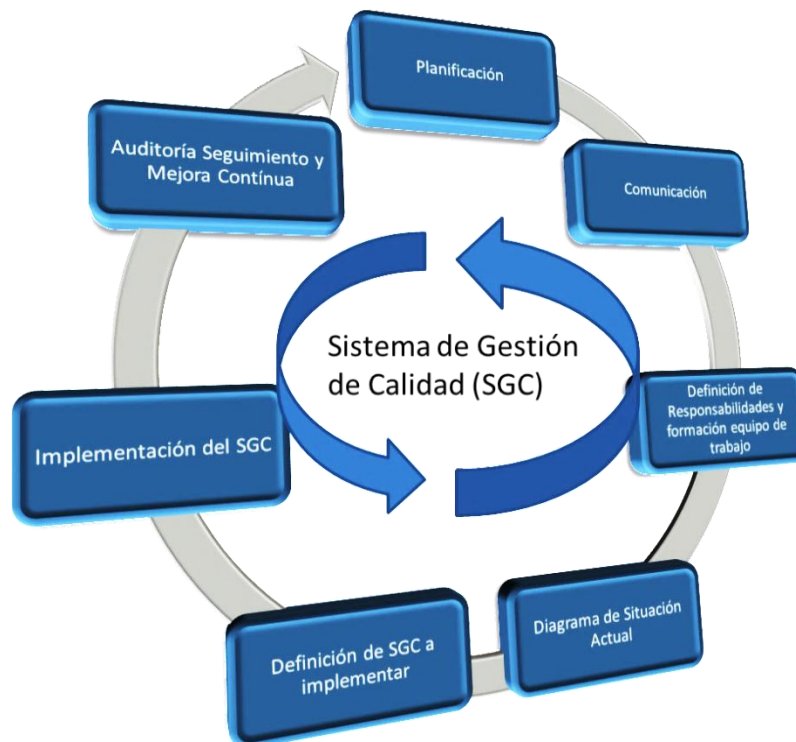 Planificación
Comunicación
Definición de
Responsabilidades y
formación equipo de
trabajo
Diagrama de Situación
Actual
Definición de SGC a
implementar
Implementación del SGC
Auditoría Seguimiento y
Mejora Contínua
Sistema de Gestión
de Calidad (SGC)